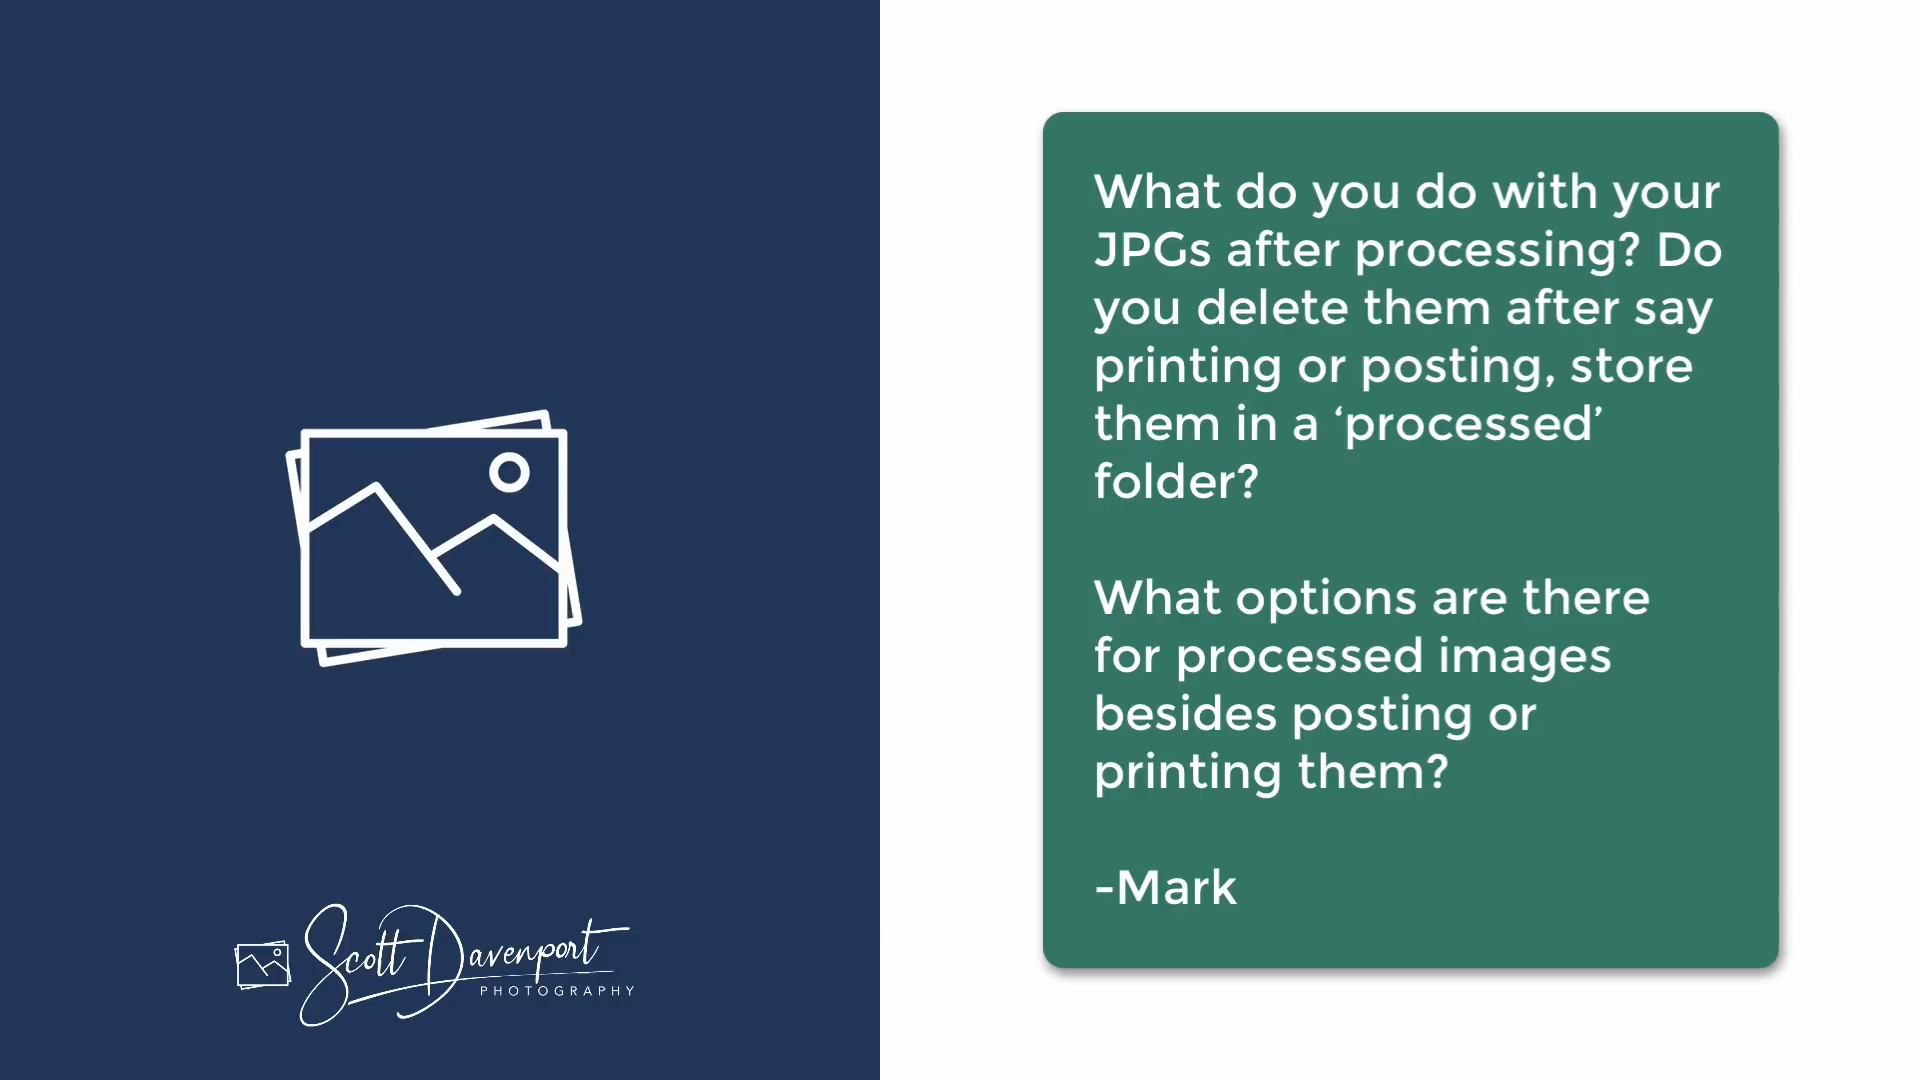 What do you do with your
JPGs after processing? Do
you delete them after say
printing or posting, store
them in a ‘processed’
folder?
What options are there
for processed images
besides posting or
printing them?
-Mark
Scott Davenport
PHOTOGRAPHY